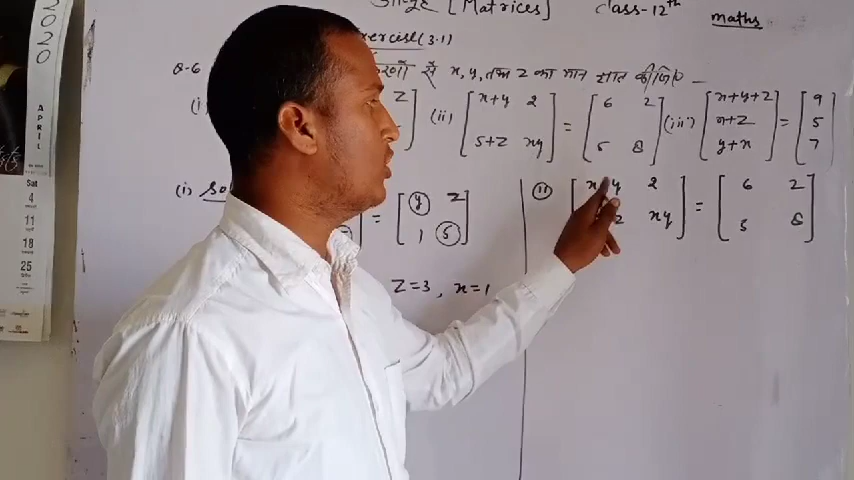 [Matrices] Class-12th maths
Exercise(3.1)
Q-6 से x, y, तथा z का मान ज्ञात कीजिए
(i) z ] (ii) [ x+y 2 5+z xy ] = [ 6 2 5 8 ] (iii) [ x+y+z x+z y+z ] = [ 9 5 7 ]
(i) = [ y z 1 5 ] (ii) [ y 2 z xy ] = [ 6 2 5 8 ]
z=3, x=1
2020
APRIL
Sat
4
11
18
25